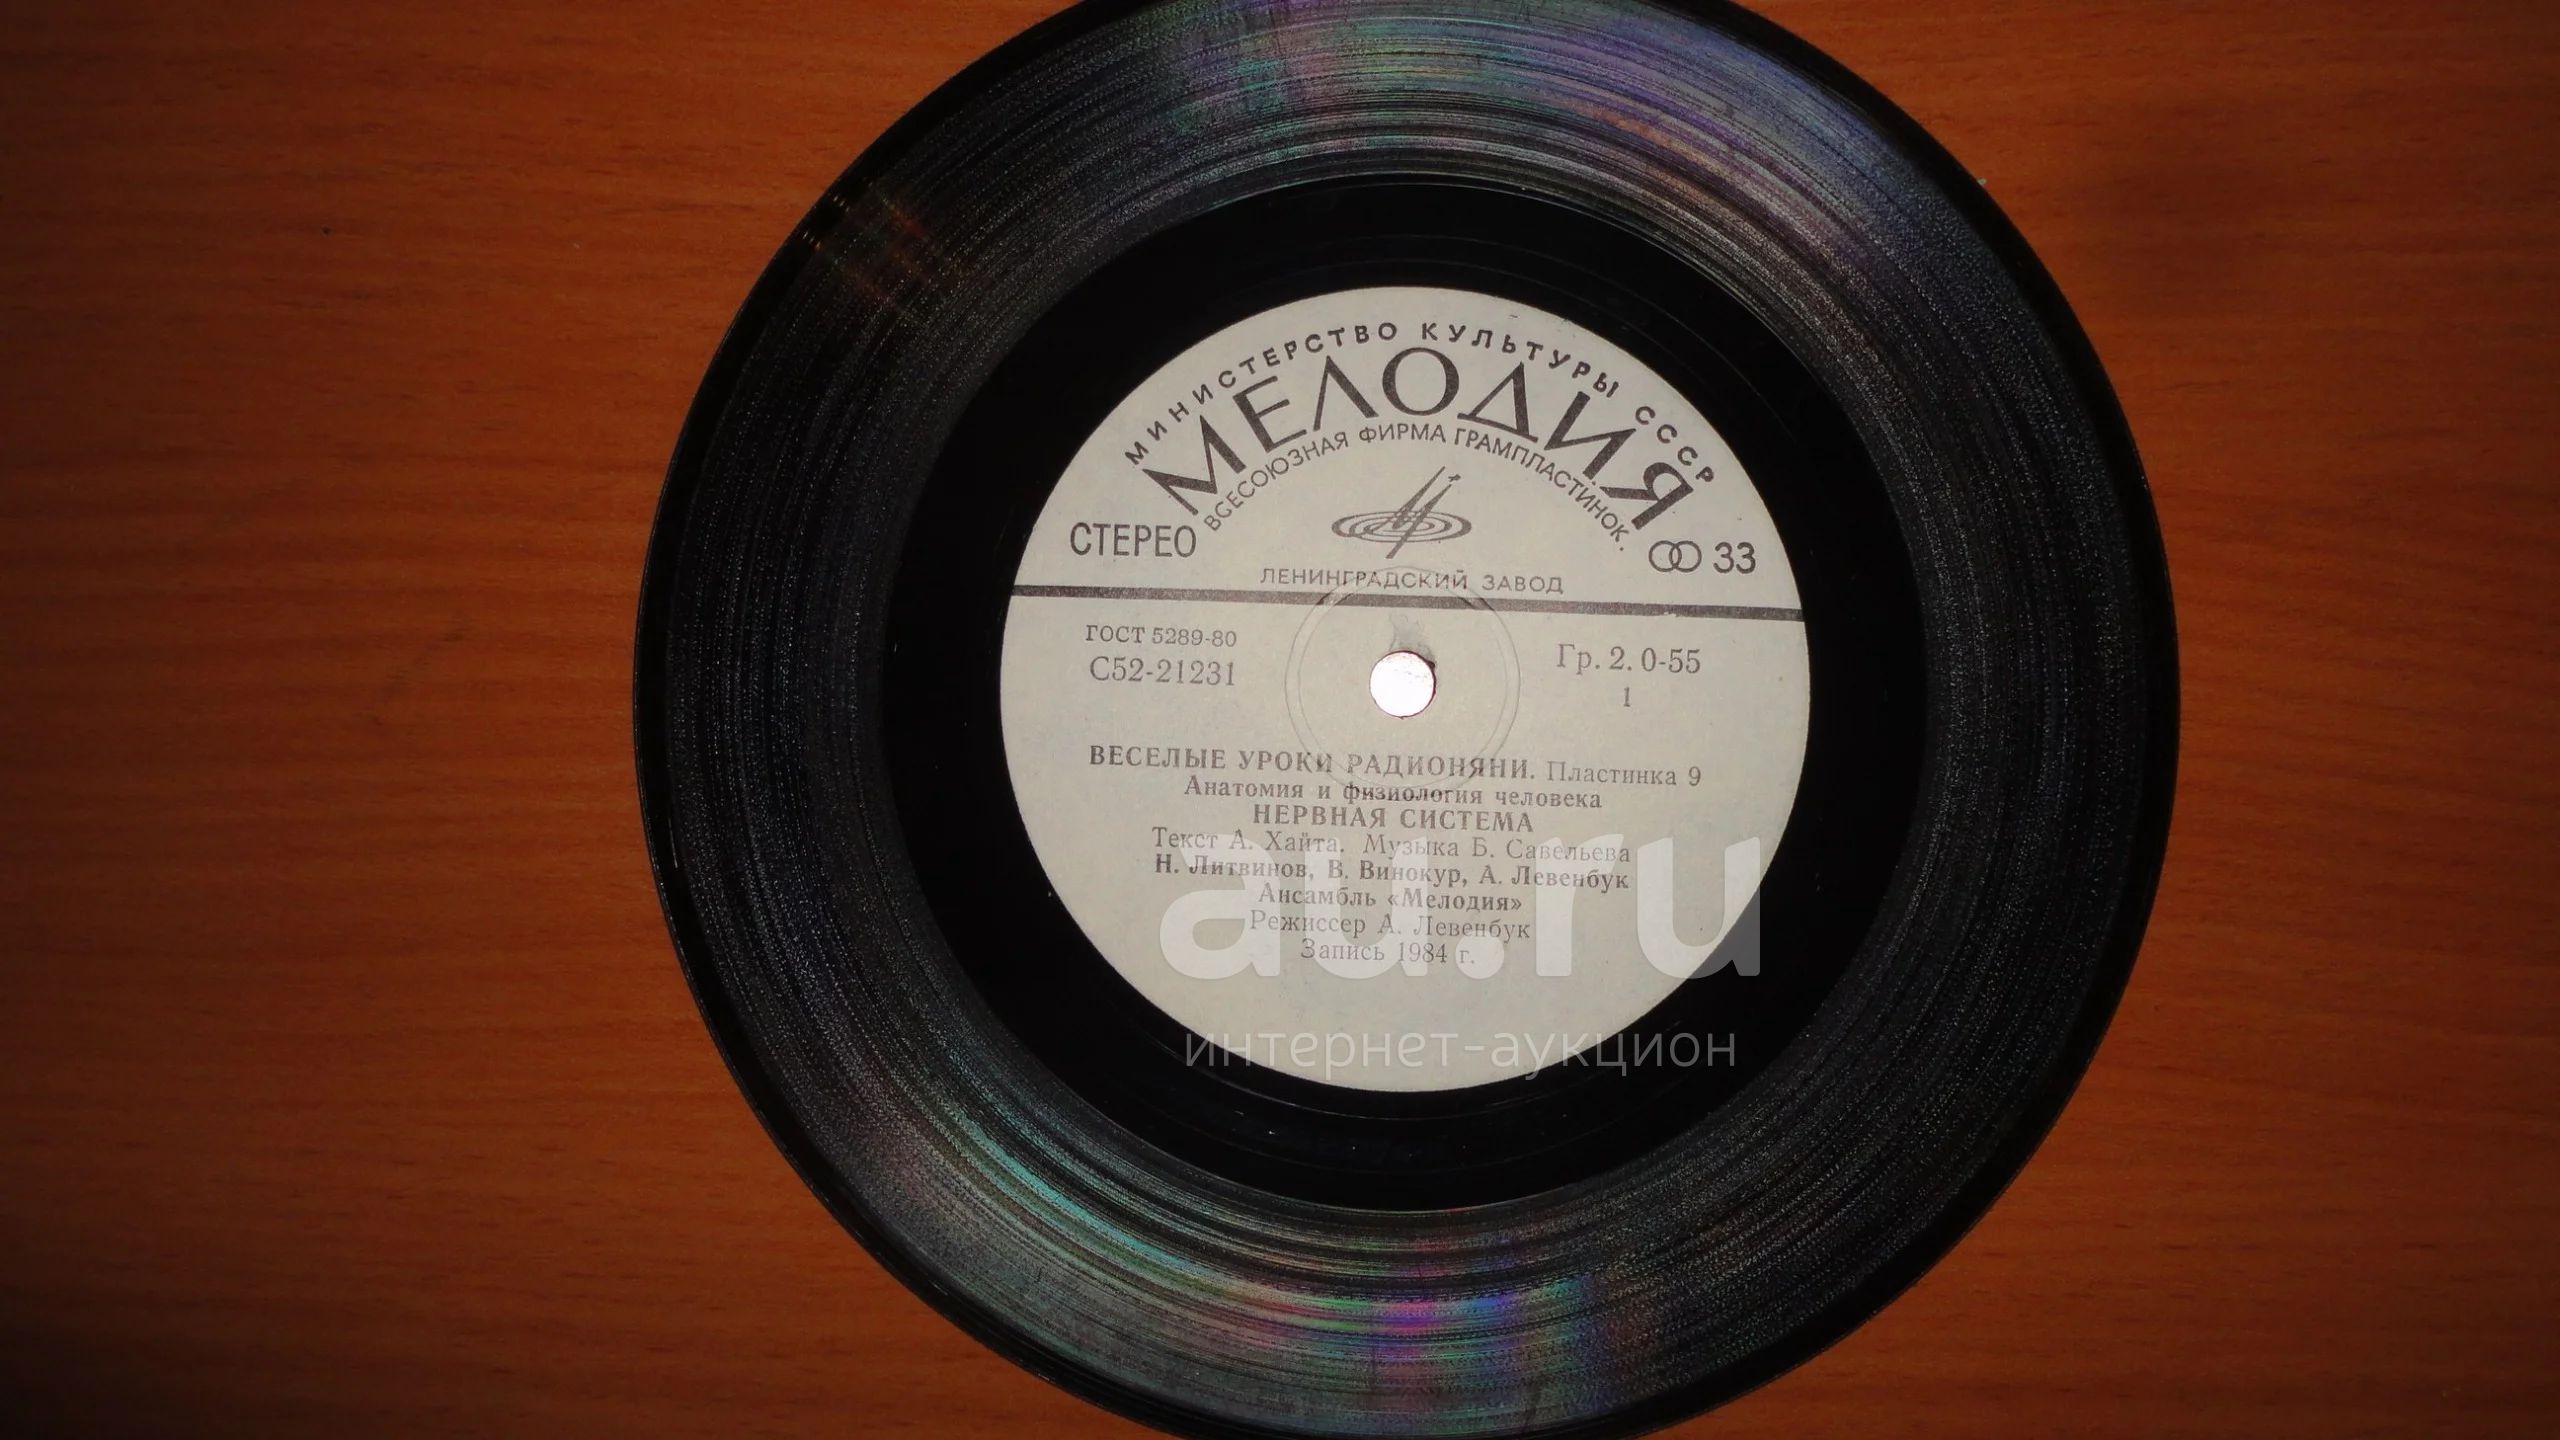 МИНИСТЕРСТВО КУЛЬТУРЫ СССР
МЕЛОДИЯ
ВСЕСОЮЗНАЯ ФИРМА ГРАМПЛАСТИНОК.
СТЕРЕО
33
ЛЕНИНГРАДСКИЙ ЗАВОД
ГОСТ 5289-80
С52-21231
Гр. 2. 0-55
1
ВЕСЕЛЫЕ УРОКИ РАДИОНЯНИ. Пластинка 9
Анатомия и физиология человека
НЕРВНАЯ СИСТЕМА
Текст А. Хайта. Музыка Б. Савельева
Н. Литвинов, В. Винокур, А. Левенбук
Ансамбль «Мелодия»
Режиссер А. Левенбук
Запись 1984 г.
au.ru
интернет-аукцион